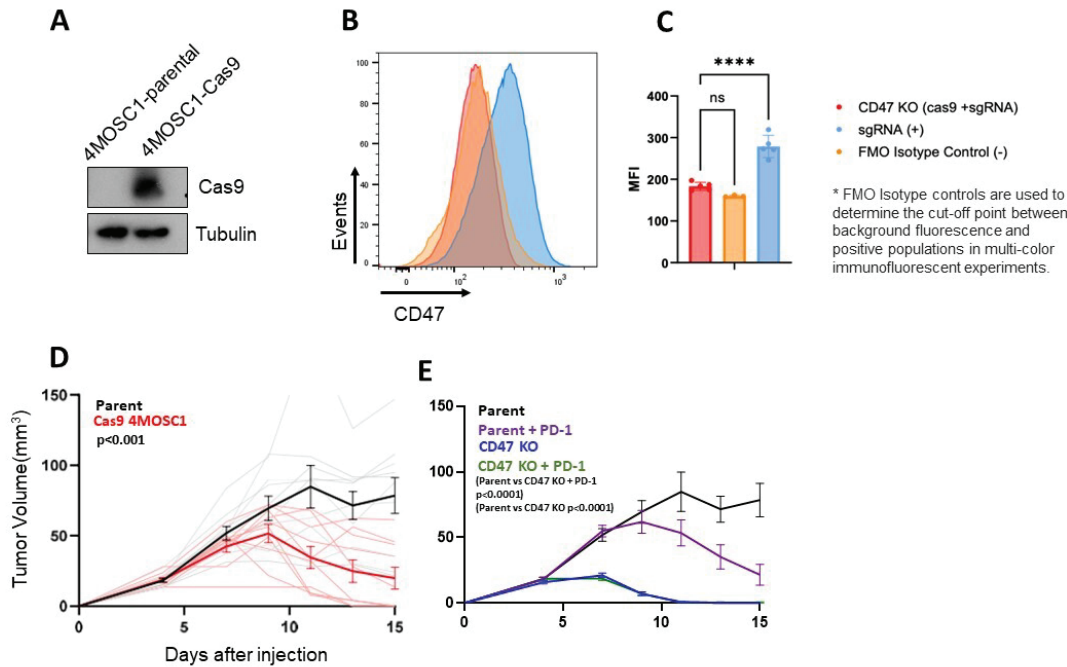 A
4MOSC1-parental
4MOSC1-Cas9
Cas9
Tubulin
B
100
80
60
40
20
0
Events
0
10²
10³
CD47
C
****
ns
400
300
200
100
0
MFI
CD47 KO (cas9 +sgRNA)
sgRNA (+)
FMO Isotype Control (-)
* FMO Isotype controls are used to
determine the cut-off point between
background fluorescence and
positive populations in multi-color
immunofluorescent experiments.
D
Parent
Cas9 4MOSC1
p<0.001
150
100
50
0
Tumor Volume(mm³)
0
5
10
15
Days after injection
E
Parent
Parent + PD-1
CD47 KO
CD47 KO + PD-1
(Parent vs CD47 KO + PD-1
p<0.0001)
(Parent vs CD47 KO p<0.0001)
150
100
50
0
0
5
10
15